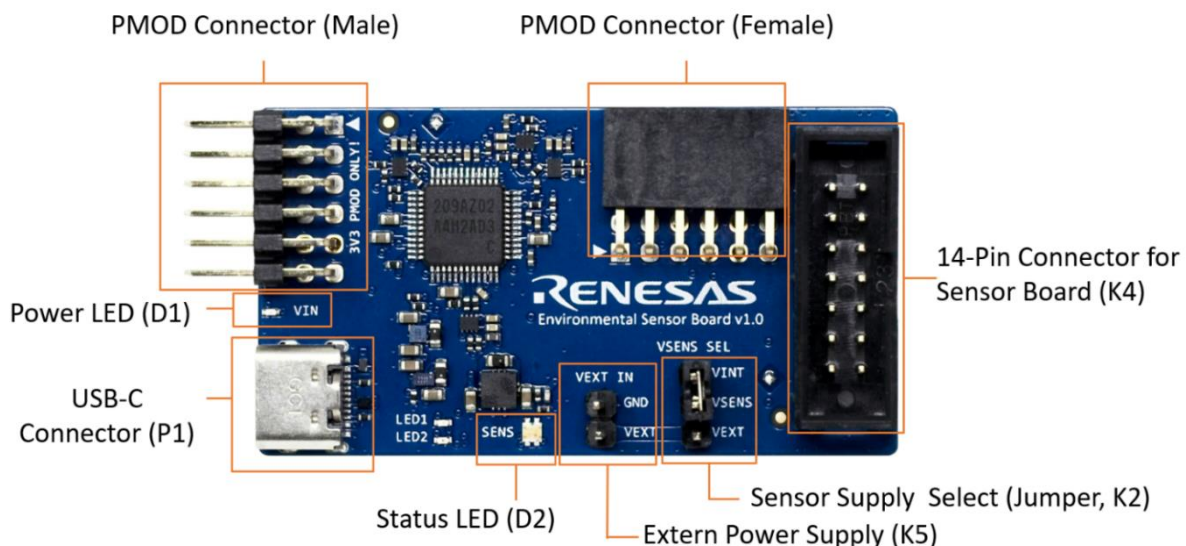 PMOD Connector (Male)
PMOD Connector (Female)
3V3 PMOD ONLY!
209AZ02
A4M2AD3
C
14-Pin Connector for
Sensor Board (K4)
RENESAS
Environmental Sensor Board v1.0
Power LED (D1)
VIN
VSENS SEL
VINT
VSENS
VEXT
VEXT IN
GND
VEXT
USB-C
Connector (P1)
LED1
LED2
SENS
Status LED (D2)
Sensor Supply Select (Jumper, K2)
Extern Power Supply (K5)